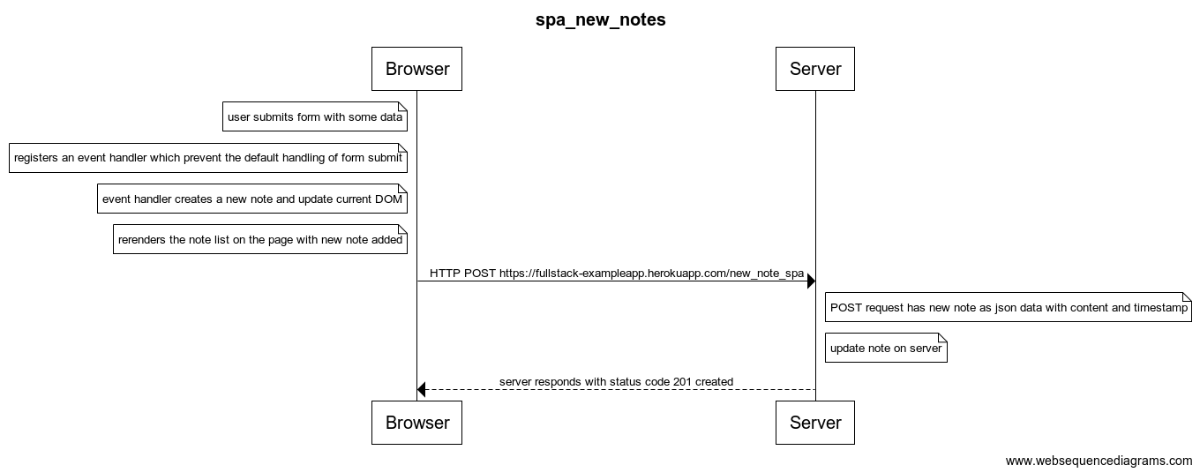 spa_new_notes
Browser
Server
user submits form with some data
registers an event handler which prevent the default handling of form submit
event handler creates a new note and update current DOM
rerenders the note list on the page with new note added
HTTP POST https://fullstack-exampleapp.herokuapp.com/new_note_spa
POST request has new note as json data with content and timestamp
update note on server
server responds with status code 201 created
Browser
Server
www.websequencediagrams.com